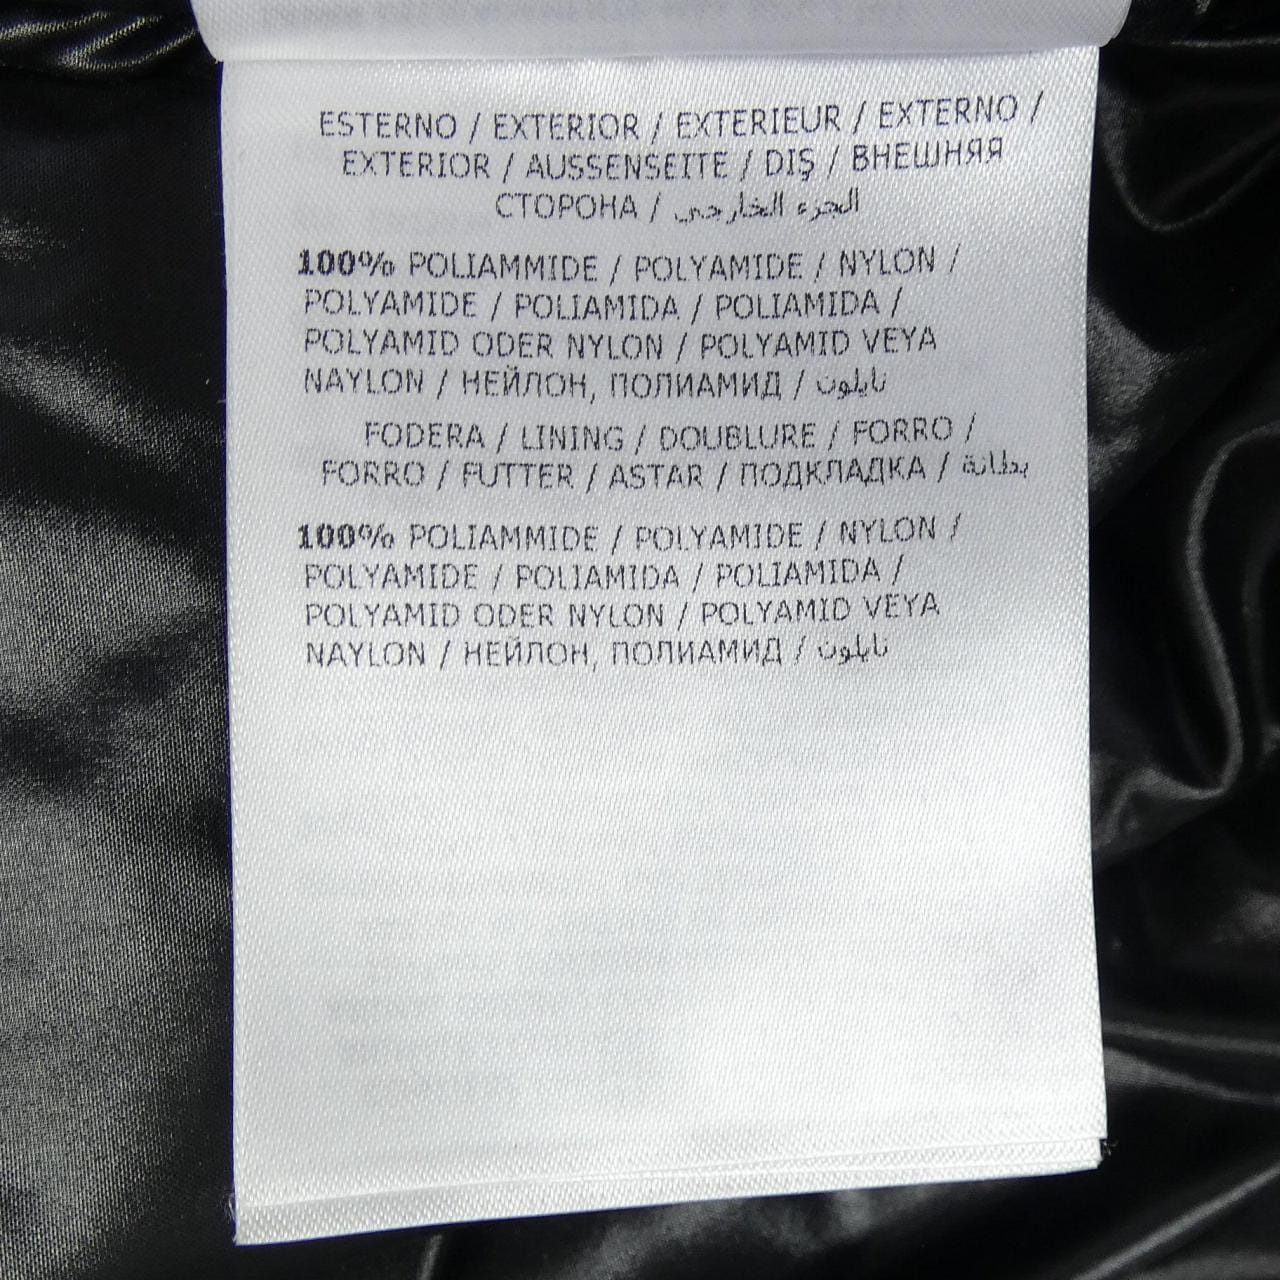 ESTERNO / EXTERIOR / EXTERIEUR / EXTERNO /
EXTERIOR / AUSSENSEITE / DIŞ / ВНЕШНЯЯ
СТОРОНА / الجزء الخارجي
100% POLIAMMIDE / POLYAMIDE / NYLON /
POLYAMIDE / POLIAMIDA / POLIAMIDA /
POLYAMID ODER NYLON / POLYAMID VEYA
NAYLON / НЕЙЛОН, ПОЛИАМИД / نايلون
FODERA / LINING / DOUBLURE / FORRO /
FORRO / FUTTER / ASTAR / ПОДКЛАДКА / بطانة
100% POLIAMMIDE / POLYAMIDE / NYLON /
POLYAMIDE / POLIAMIDA / POLIAMIDA /
POLYAMID ODER NYLON / POLYAMID VEYA
NAYLON / НЕЙЛОН, ПОЛИАМИД / نايلون